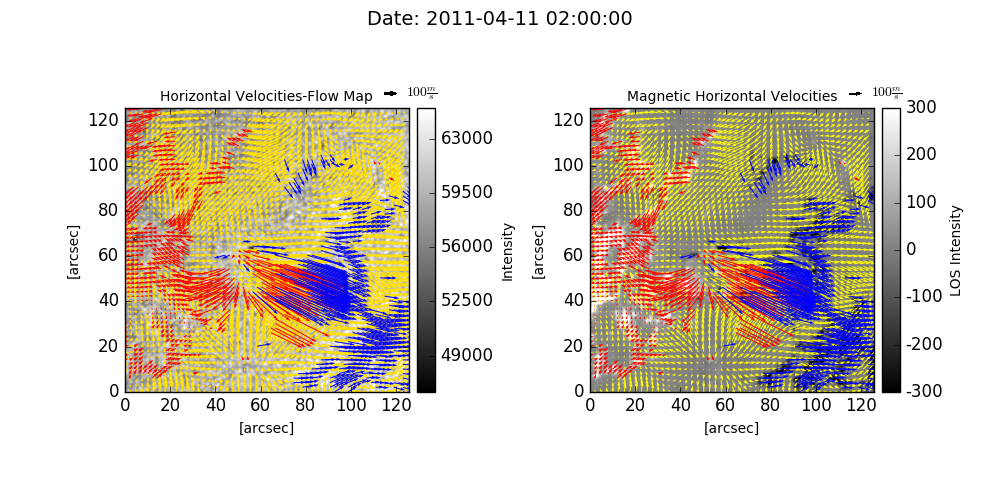 Date: 2011-04-11 02:00:00
Horizontal Velocities-Flow Map
100 m/s
Magnetic Horizontal Velocities
100 m/s
120
100
80
60
40
20
0
[arcsec]
0 20 40 60 80 100 120
[arcsec]
63000
59500
56000
52500
49000
Intensity
120
100
80
60
40
20
0
[arcsec]
0 20 40 60 80 100 120
[arcsec]
300
200
100
0
-100
-200
-300
LOS Intensity